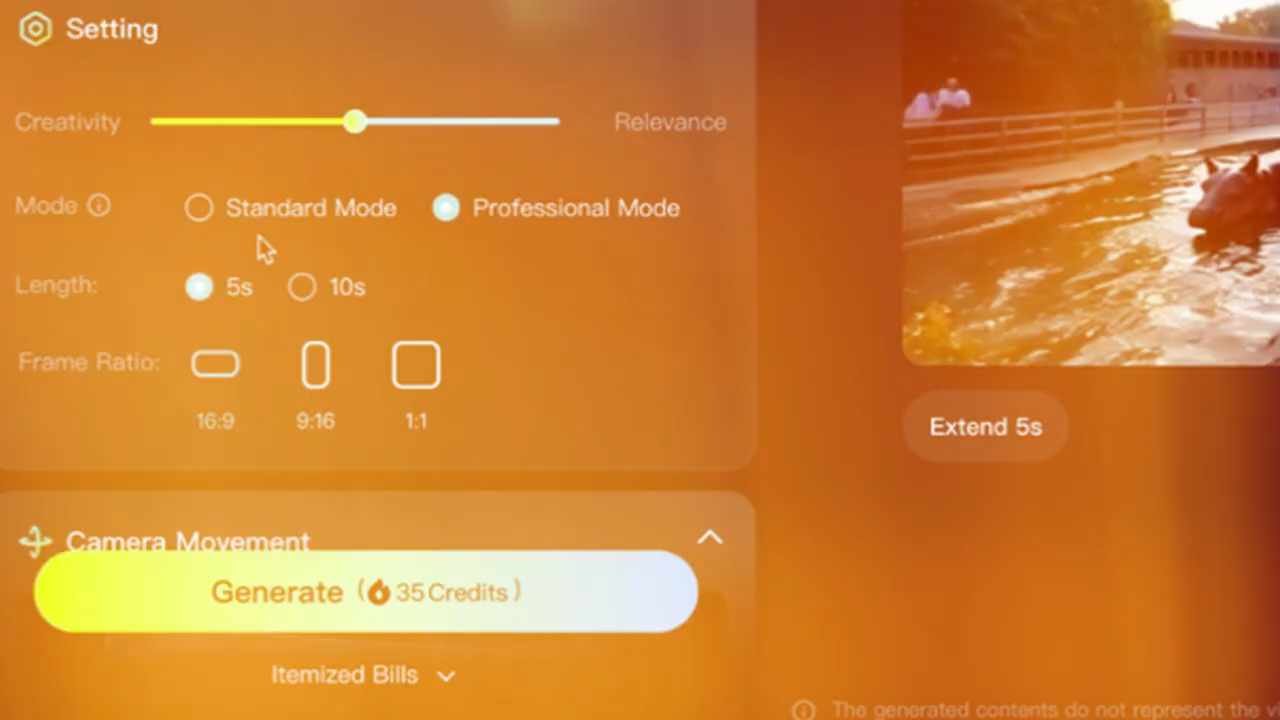 Setting
Creativity
Relevance
Mode
Standard Mode
Professional Mode
Length:
5s
10s
Frame Ratio:
16:9
9:16
1:1
Extend 5s
Camera Movement
Generate ( 35 Credits )
Itemized Bills
The generated contents do not represent the